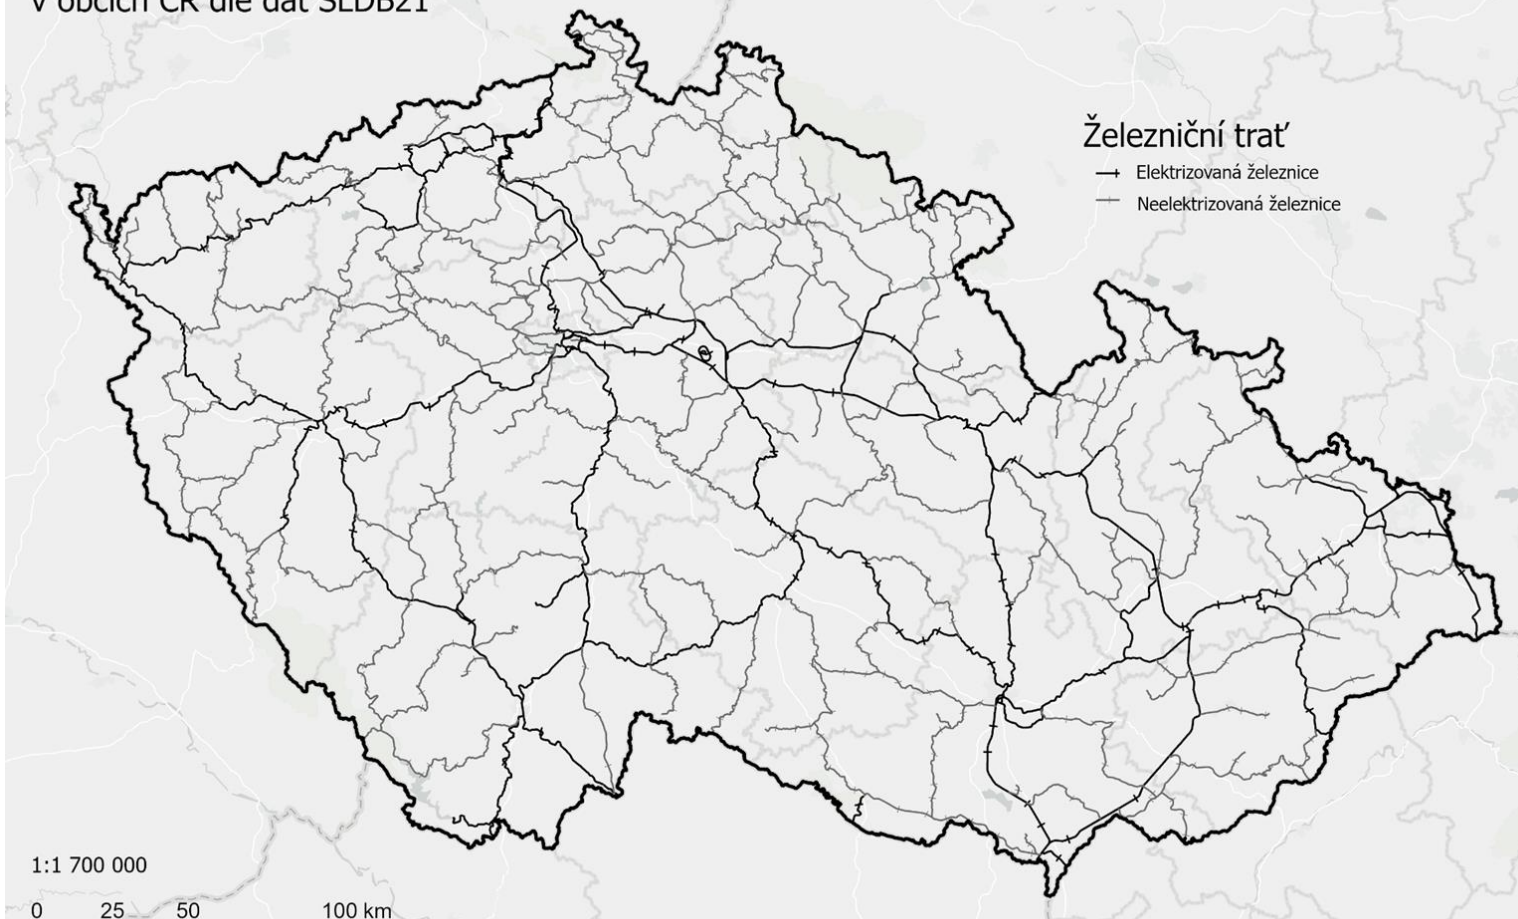 v obcích ČR dle dat SLDB21
Železniční trať
Elektrizovaná železnice
Neelektrizovaná železnice
1:1 700 000
0 25 50 100 km